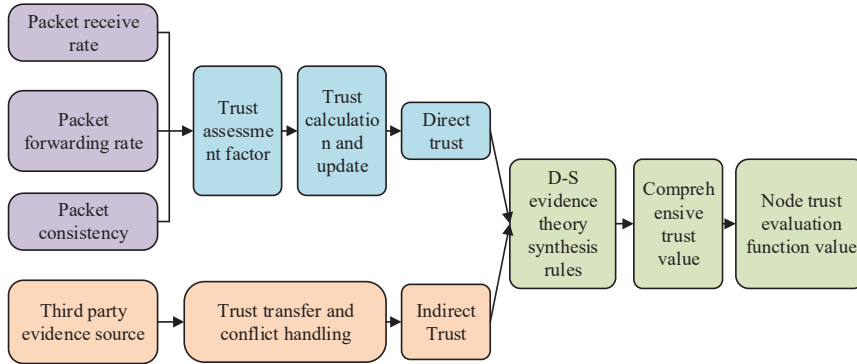 Packet receive
rate
Packet
forwarding rate
Packet
consistency
Trust
assessme
nt factor
Trust
calculatio
n and
update
Direct
trust
Third party
evidence source
Trust transfer and
conflict handling
Indirect
Trust
D-S
evidence
theory
synthesis
rules
Compreh
ensive
trust
value
Node trust
evaluation
function value